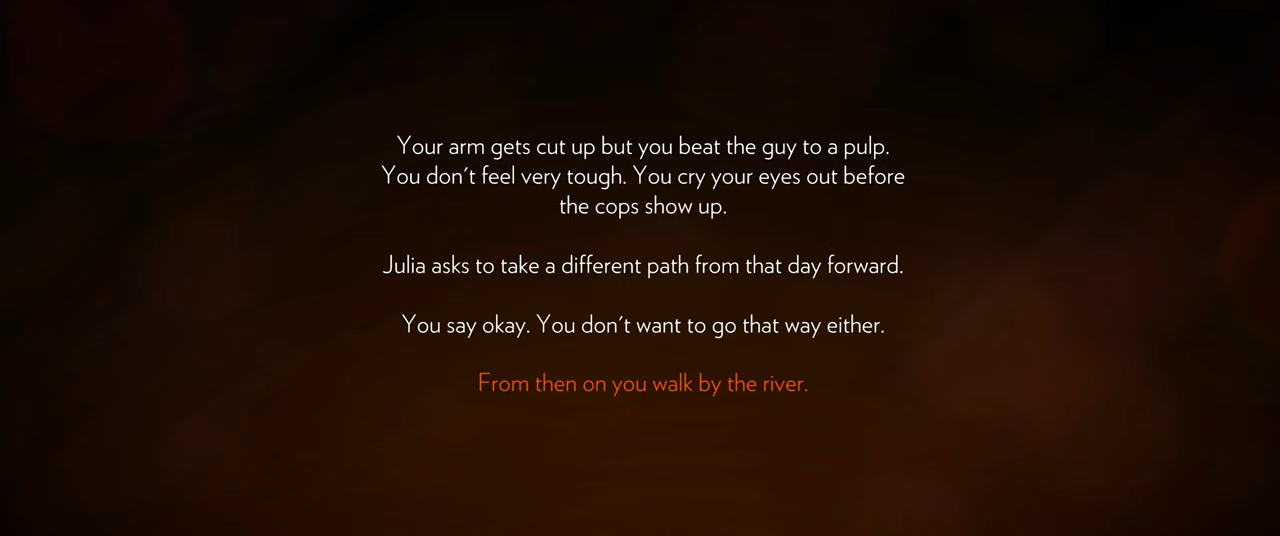 Your arm gets cut up but you beat the guy to a pulp.
You don't feel very tough. You cry your eyes out before
the cops show up.
Julia asks to take a different path from that day forward.
You say okay. You don't want to go that way either.
From then on you walk by the river.